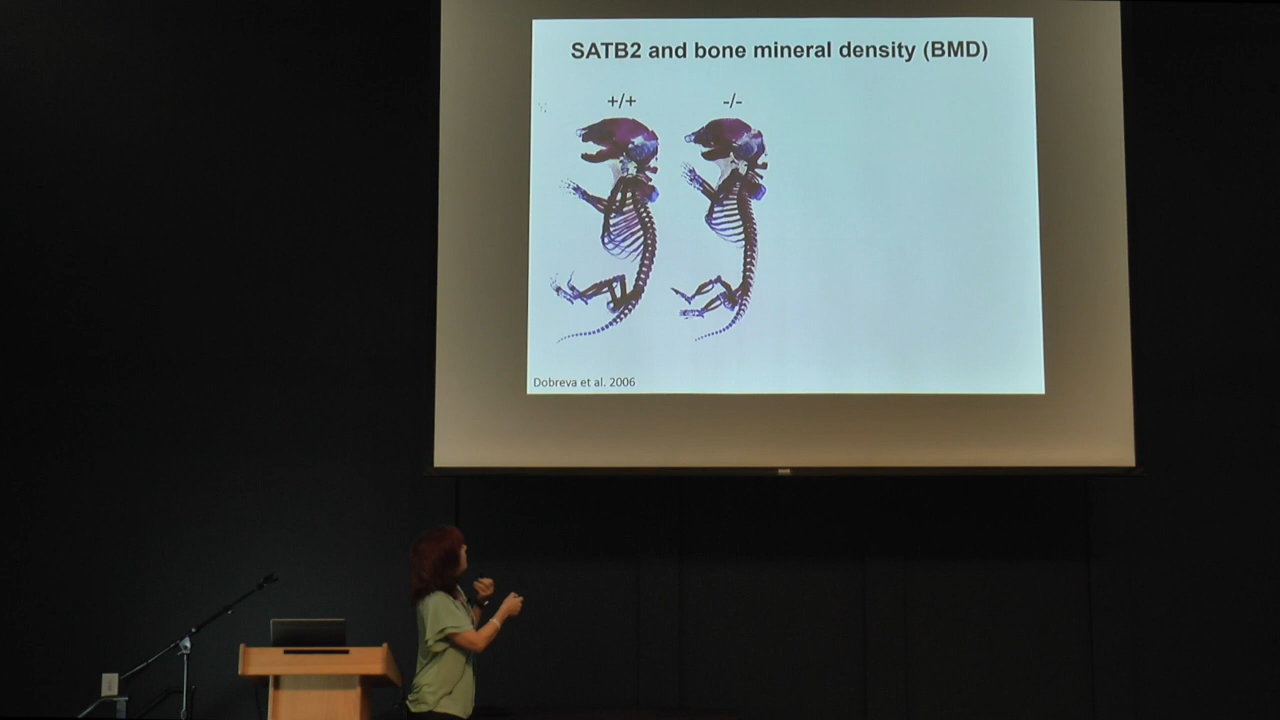 SATB2 and bone mineral density (BMD)
+/+ -/-
Dobreva et al. 2006